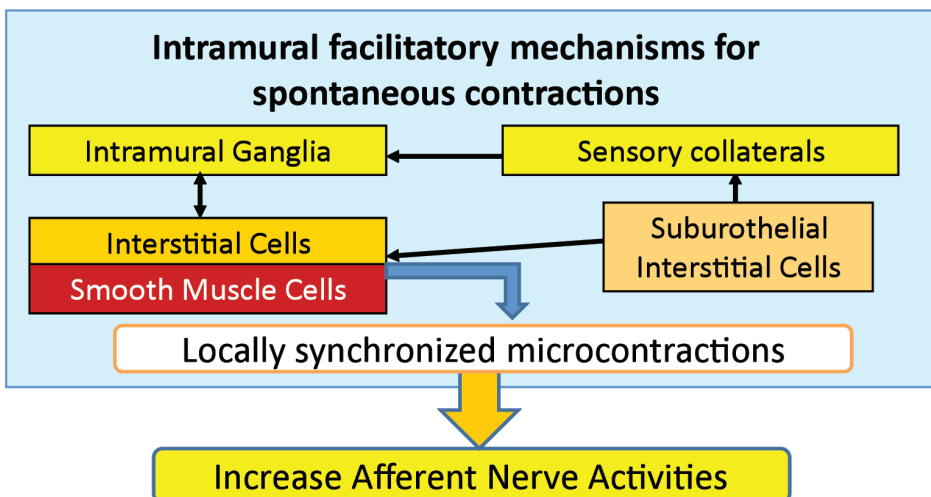 Intramural facilitatory mechanisms for
spontaneous contractions
Intramural Ganglia
Sensory collaterals
Interstitial Cells
Suburothelial
Interstitial Cells
Smooth Muscle Cells
Locally synchronized microcontractions
Increase Afferent Nerve Activities